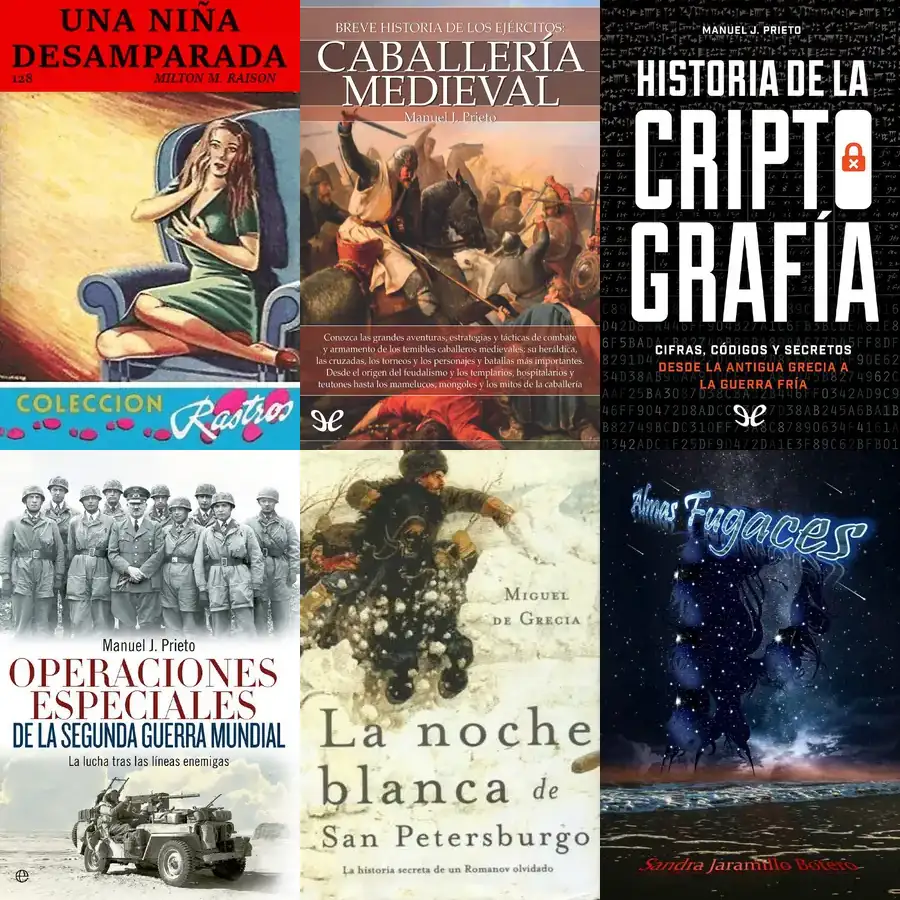 UNA NIÑA
DESAMPARADA
128
MILTON M. RAISON
COLECCION
Rastros
BREVE HISTORIA DE LOS EJÉRCITOS:
CABALLERÍA
MEDIEVAL
Manuel J. Prieto
Conozca las grandes aventuras, estrategias y tácticas de combate
y armamento de los temibles caballeros medievales: su heráldica,
las cruzadas, los torneos y los personajes y batallas más importantes.
Desde el origen del feudalismo y los templarios, hospitalarios y
teutones hasta los mamelucos, mongoles y los mitos de la caballería
MANUEL J. PRIETO
HISTORIA DE LA
CRIPTO
GRAFÍA
CIFRAS, CÓDIGOS Y SECRETOS
DESDE LA ANTIGUA GRECIA A
LA GUERRA FRÍA
Manuel J. Prieto
OPERACIONES
ESPECIALES
DE LA SEGUNDA GUERRA MUNDIAL
La lucha tras las líneas enemigas
MIGUEL
DE GRECIA
La noche
blanca de
San Petersburgo
La historia secreta de un Romanov olvidado
Almas Fugaces
Sandra Jaramillo Botero